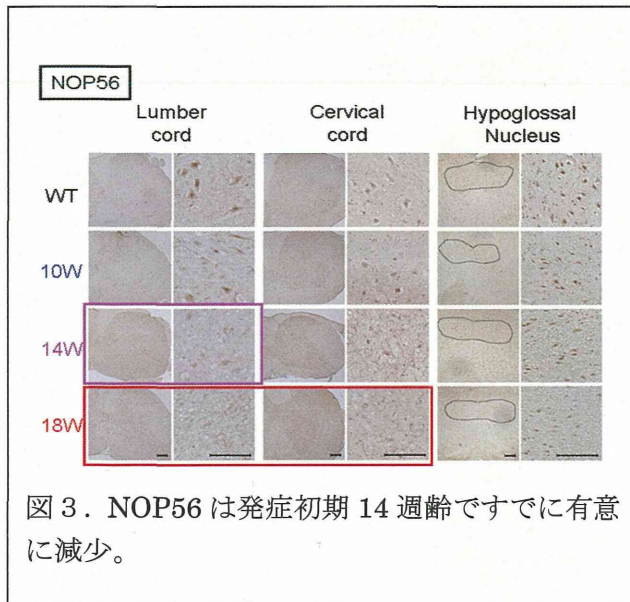 NOP56
Lumber Cervical Hypoglossal
cord cord Nucleus
WT
10W
14W
18W
図３．NOP56 は発症初期 14 週齢ですでに有意
に減少。